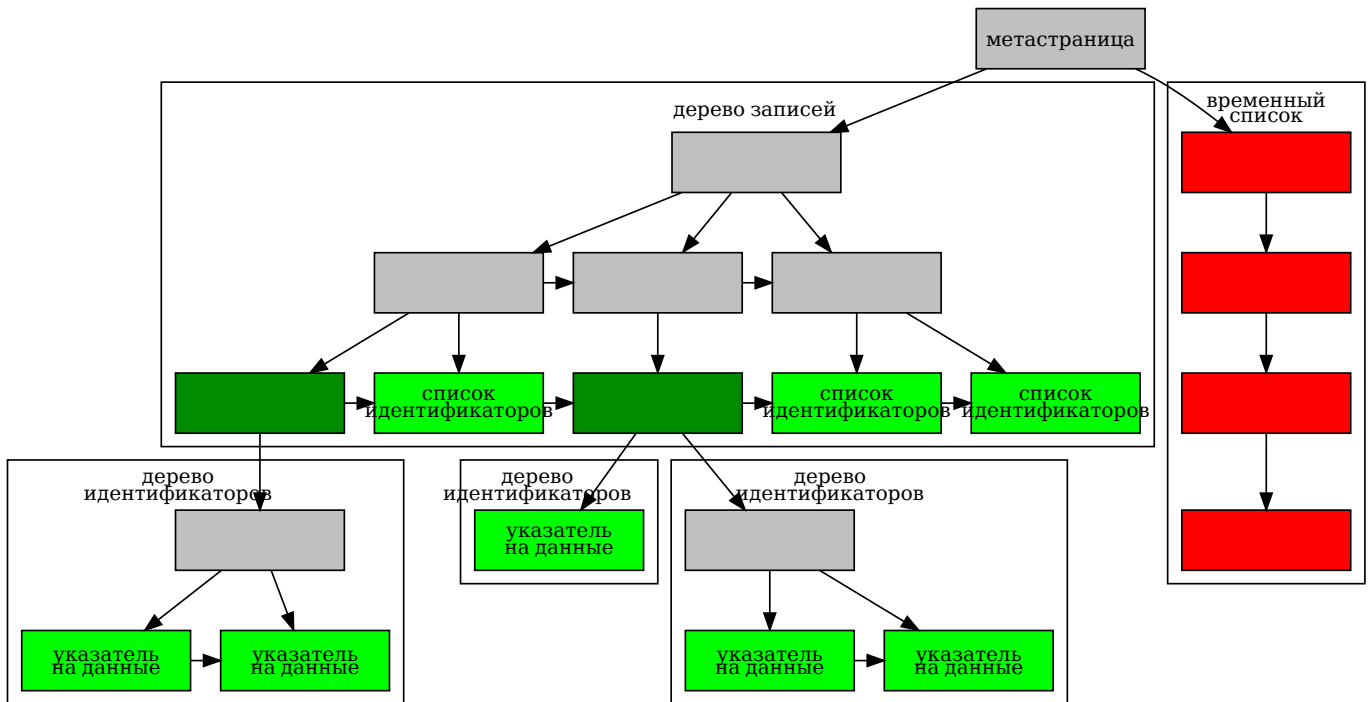 метастраница
дерево записей
временный
список
список
идентификаторов
список
идентификаторов
список
идентификаторов
дерево
идентификаторов
дерево
идентификаторов
дерево
идентификаторов
указатель
на данные
указатель
на данные
указатель
на данные
указатель
на данные
указатель
на данные